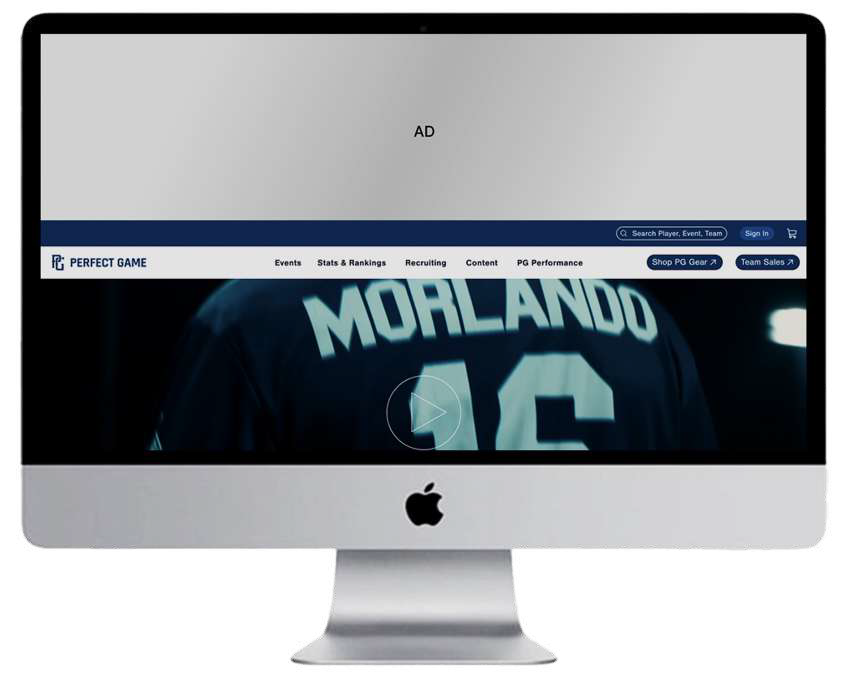 AD
Search Player, Event, Team
Sign In
PERFECT GAME
Events
Stats & Rankings
Recruiting
Content
PG Performance
Shop PG Gear
Team Sales
MORLANDO
16